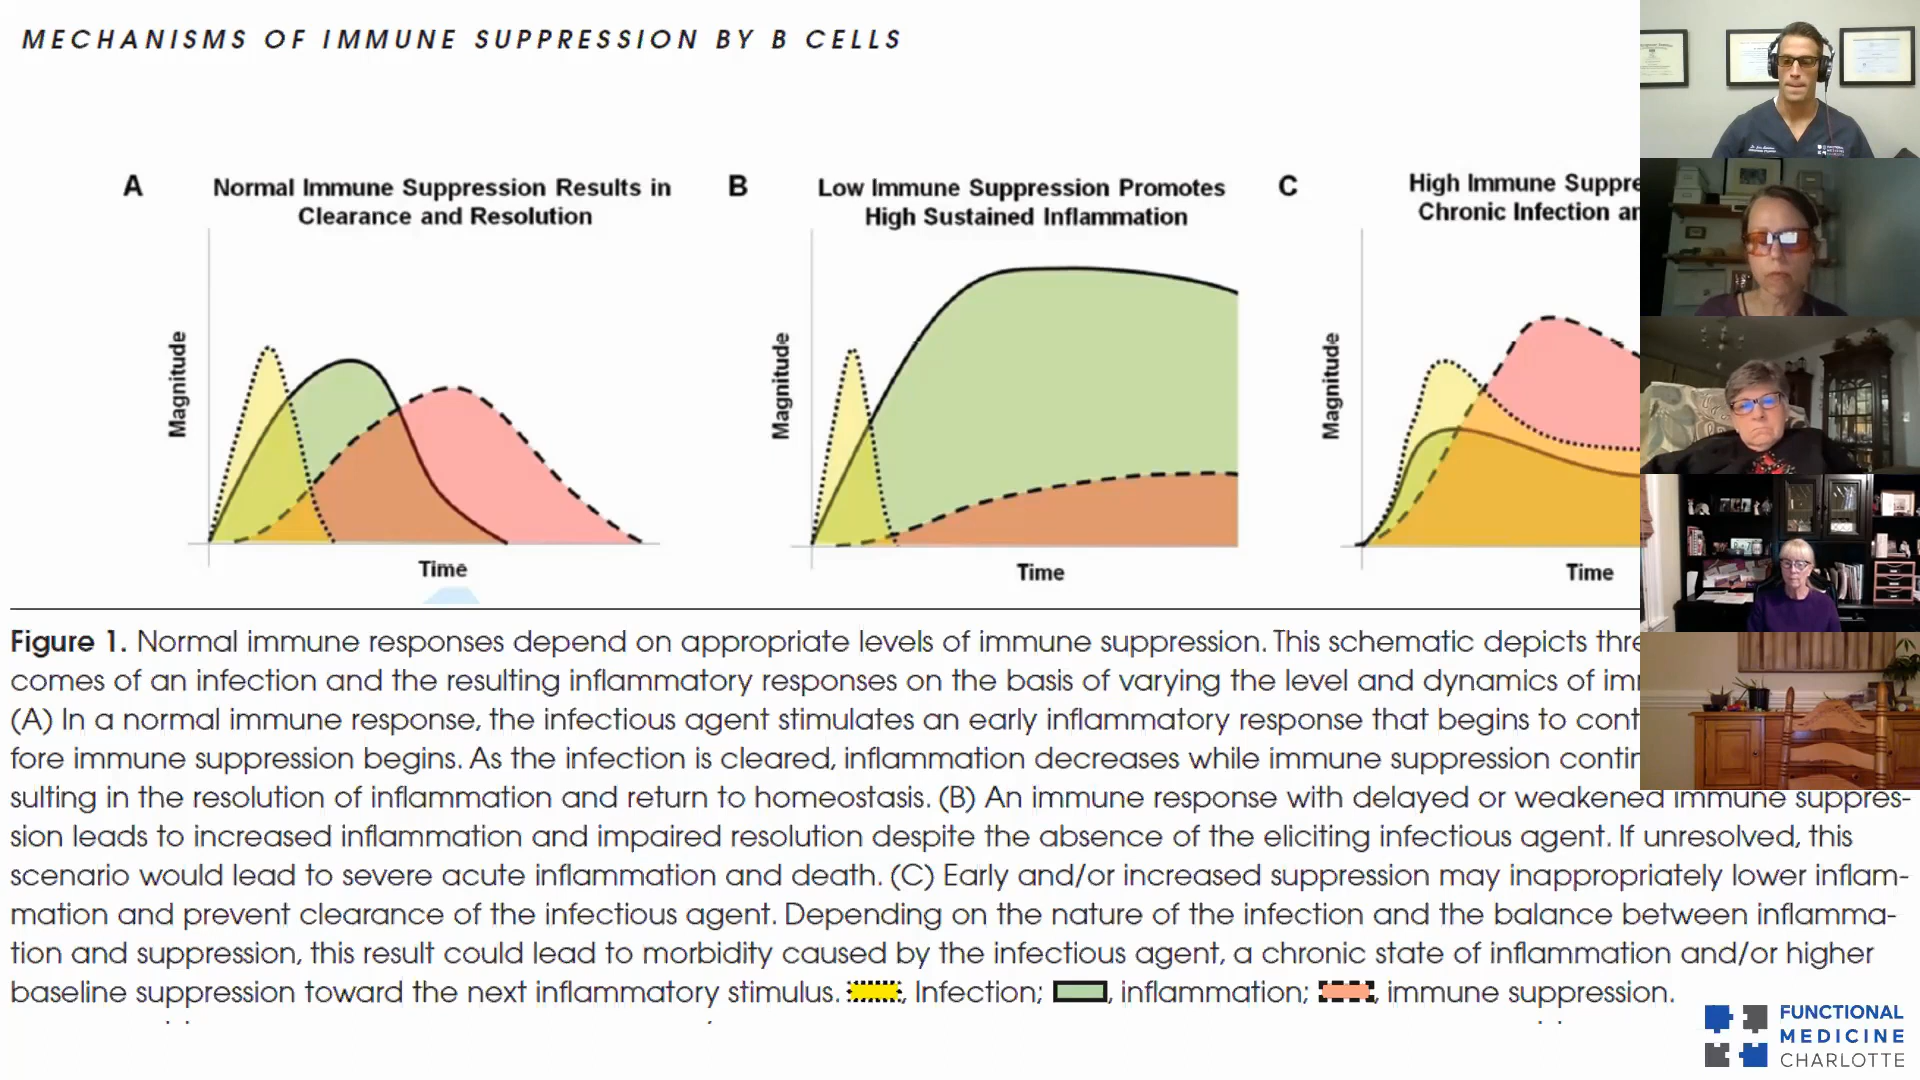 MECHANISMS OF IMMUNE SUPPRESSION BY B CELLS
A
Normal Immune Suppression Results in
Clearance and Resolution
Magnitude
Time
B
Low Immune Suppression Promotes
High Sustained Inflammation
Magnitude
Time
C
High Immune Suppre
Chronic Infection an
Magnitude
Time
Figure 1. Normal immune responses depend on appropriate levels of immune suppression. This schematic depicts thre
comes of an infection and the resulting inflammatory responses on the basis of varying the level and dynamics of im
(A) In a normal immune response, the infectious agent stimulates an early inflammatory response that begins to cont
fore immune suppression begins. As the infection is cleared, inflammation decreases while immune suppression contin
sulting in the resolution of inflammation and return to homeostasis. (B) An immune response with delayed or weakened immune suppres-
sion leads to increased inflammation and impaired resolution despite the absence of the eliciting infectious agent. If unresolved, this
scenario would lead to severe acute inflammation and death. (C) Early and/or increased suppression may inappropriately lower inflam-
mation and prevent clearance of the infectious agent. Depending on the nature of the infection and the balance between inflamma-
tion and suppression, this result could lead to morbidity caused by the infectious agent, a chronic state of inflammation and/or higher
baseline suppression toward the next inflammatory stimulus. , Infection; , inflammation; , immune suppression.
FUNCTIONAL
MEDICINE
CHARLOTTE